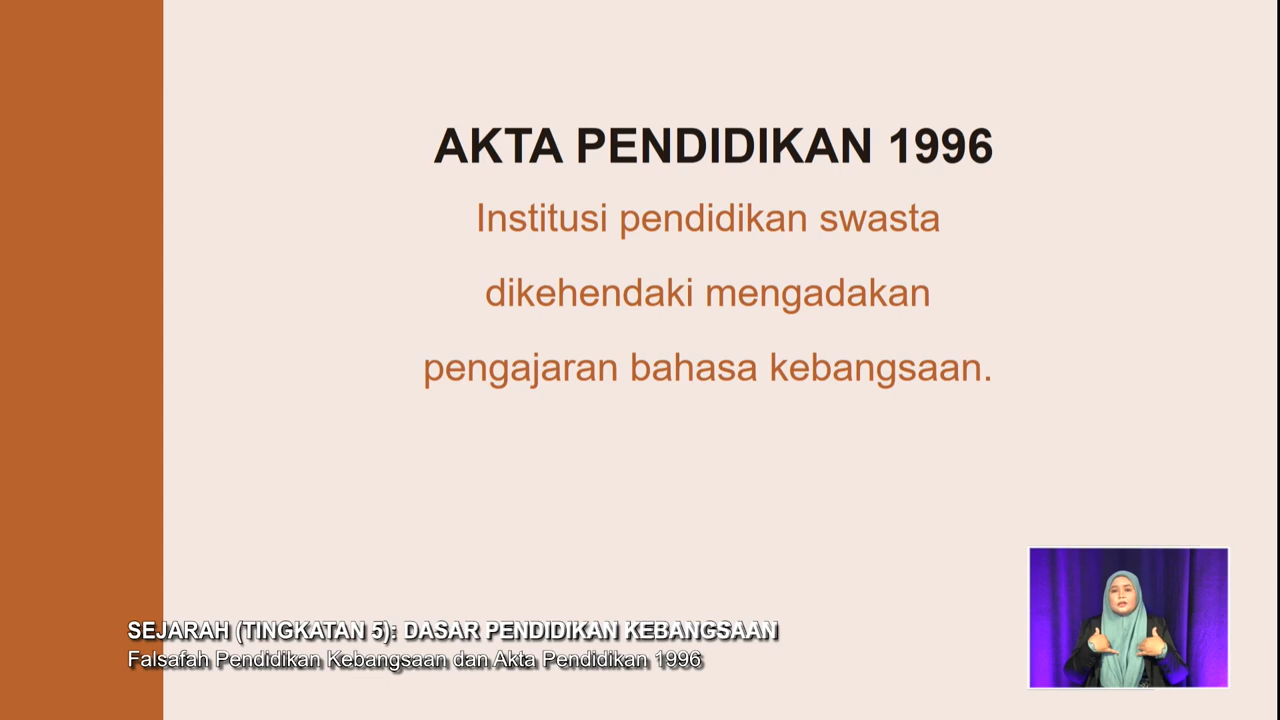 AKTA PENDIDIKAN 1996
Institusi pendidikan swasta
dikehendaki mengadakan
pengajaran bahasa kebangsaan.
SEJARAH (TINGKATAN 5): DASAR PENDIDIKAN KEBANGSAAN
Falsafah Pendidikan Kebangsaan dan Akta Pendidikan 1996